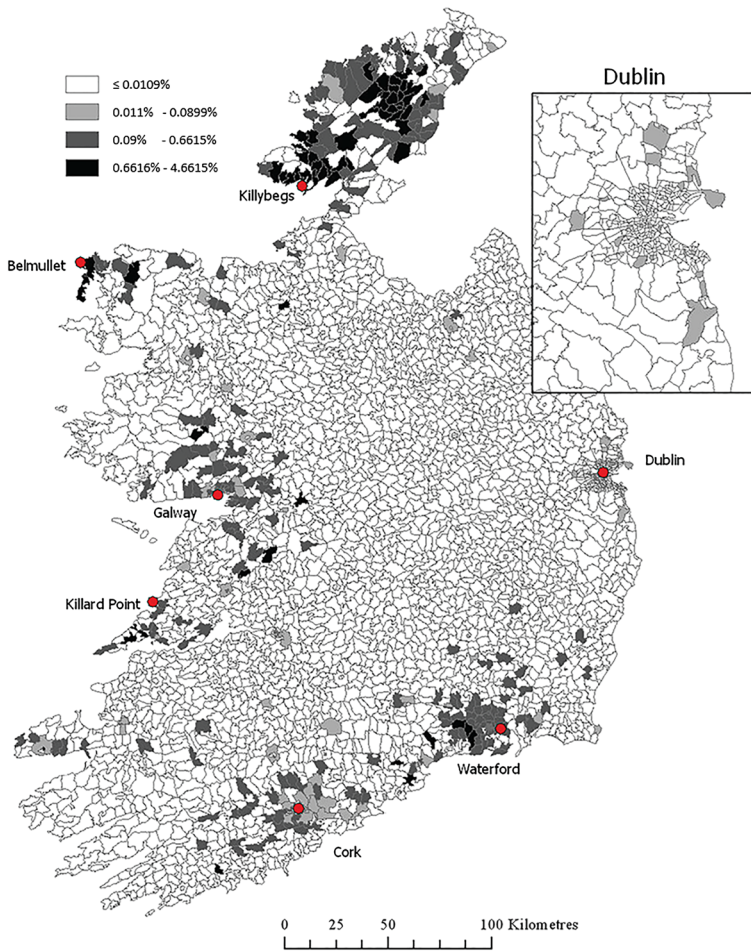 ≤ 0.0109%
0.011% - 0.0899%
0.09% - 0.6615%
0.6616% - 4.6615%
Dublin
Killybegs
Belmullet
Dublin
Galway
Killard Point
Waterford
Cork
0 25 50 100 Kilometres